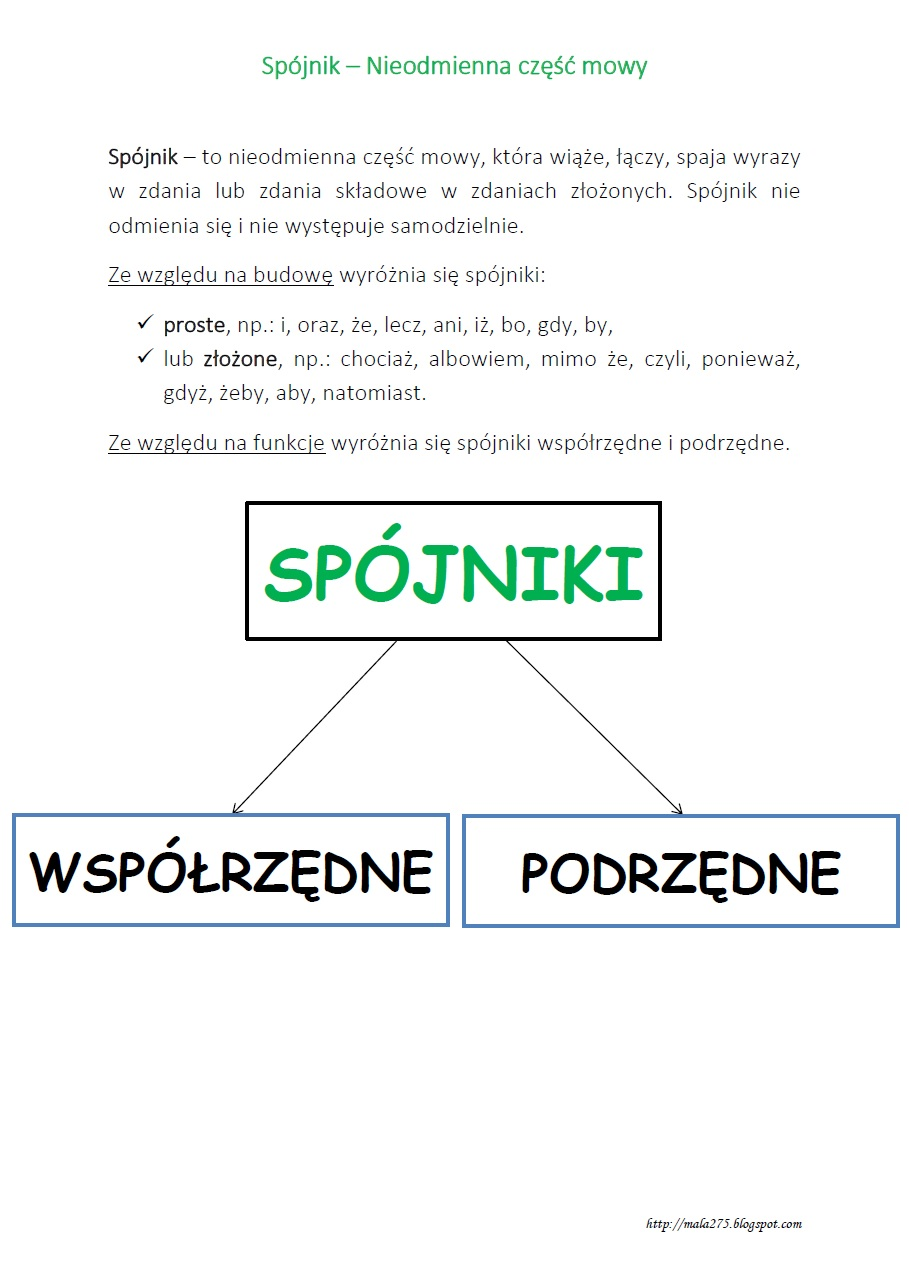 Spójnik – Nieodmienna część mowy
Spójnik – to nieodmienna część mowy, która wiąże, łączy, spaja wyrazy
w zdania lub zdania składowe w zdaniach złożonych. Spójnik nie
odmienia się i nie występuje samodzielnie.
Ze względu na budowę wyróżnia się spójniki:
✓ proste, np.: i, oraz, że, lecz, ani, iż, bo, gdy, by,
✓ lub złożone, np.: chociaż, albowiem, mimo że, czyli, ponieważ,
gdyż, żeby, aby, natomiast.
Ze względu na funkcje wyróżnia się spójniki współrzędne i podrzędne.
SPÓJNIKI
WSPÓŁRZĘDNE
PODRZĘDNE
http://mala275.blogspot.com